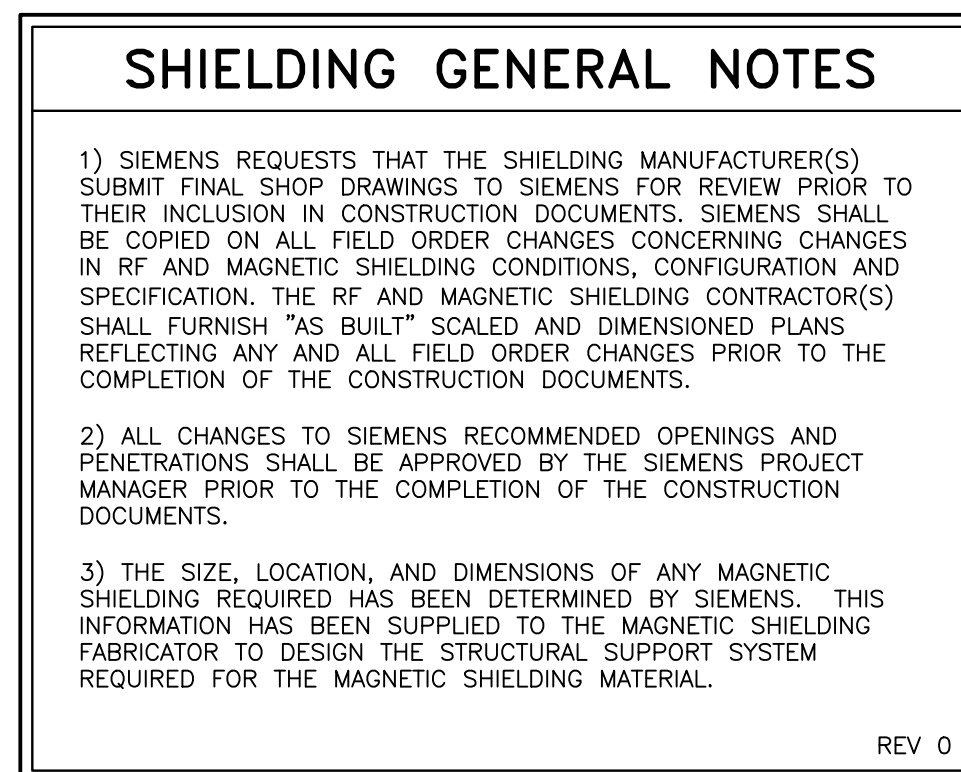 SHIELDING GENERAL NOTES
1) SIEMENS REQUESTS THAT THE SHIELDING MANUFACTURER(S)
SUBMIT FINAL SHOP DRAWINGS TO SIEMENS FOR REVIEW PRIOR TO
THEIR INCLUSION IN CONSTRUCTION DOCUMENTS. SIEMENS SHALL
BE COPIED ON ALL FIELD ORDER CHANGES CONCERNING CHANGES
IN RF AND MAGNETIC SHIELDING CONDITIONS, CONFIGURATION AND
SPECIFICATION. THE RF AND MAGNETIC SHIELDING CONTRACTOR(S)
SHALL FURNISH "AS BUILT" SCALED AND DIMENSIONED PLANS
REFLECTING ANY AND ALL FIELD ORDER CHANGES PRIOR TO THE
COMPLETION OF THE CONSTRUCTION DOCUMENTS.
2) ALL CHANGES TO SIEMENS RECOMMENDED OPENINGS AND
PENETRATIONS SHALL BE APPROVED BY THE SIEMENS PROJECT
MANAGER PRIOR TO THE COMPLETION OF THE CONSTRUCTION
DOCUMENTS.
3) THE SIZE, LOCATION, AND DIMENSIONS OF ANY MAGNETIC
SHIELDING REQUIRED HAS BEEN DETERMINED BY SIEMENS. THIS
INFORMATION HAS BEEN SUPPLIED TO THE MAGNETIC SHIELDING
FABRICATOR TO DESIGN THE STRUCTURAL SUPPORT SYSTEM
REQUIRED FOR THE MAGNETIC SHIELDING MATERIAL.
REV 0